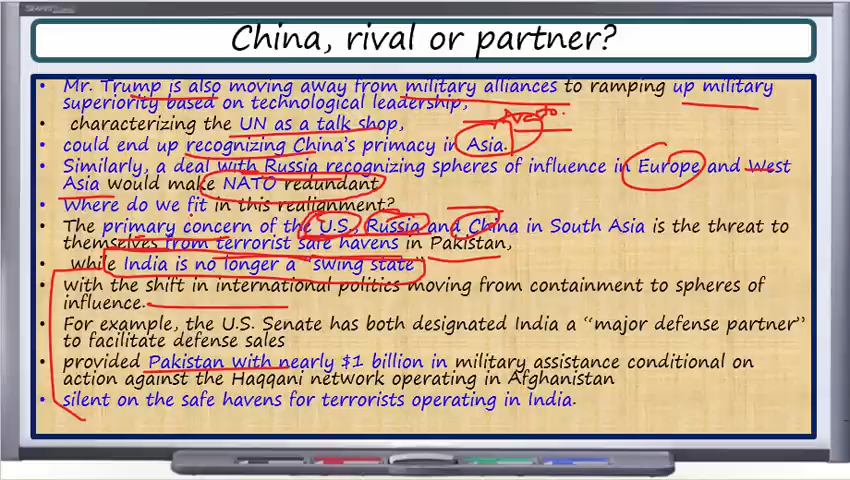 China, rival or partner?
• Mr. Trump is also moving away from military alliances to ramping up military
superiority based on technological leadership,
• characterizing the UN as a talk shop,
• could end up recognizing China's primacy in Asia.
• Similarly, a deal with Russia recognizing spheres of influence in Europe and West
Asia would make NATO redundant
• Where do we fit in this realignment?
• The primary concern of the U.S., Russia and China in South Asia is the threat to
themselves from terrorist safe havens in Pakistan,
• while India is no longer a "swing state"
• with the shift in international politics moving from containment to spheres of
influence.
• For example, the U.S. Senate has both designated India a "major defense partner"
to facilitate defense sales
• provided Pakistan with nearly $1 billion in military assistance conditional on
action against the Haqqani network operating in Afghanistan
• silent on the safe havens for terrorists operating in India.